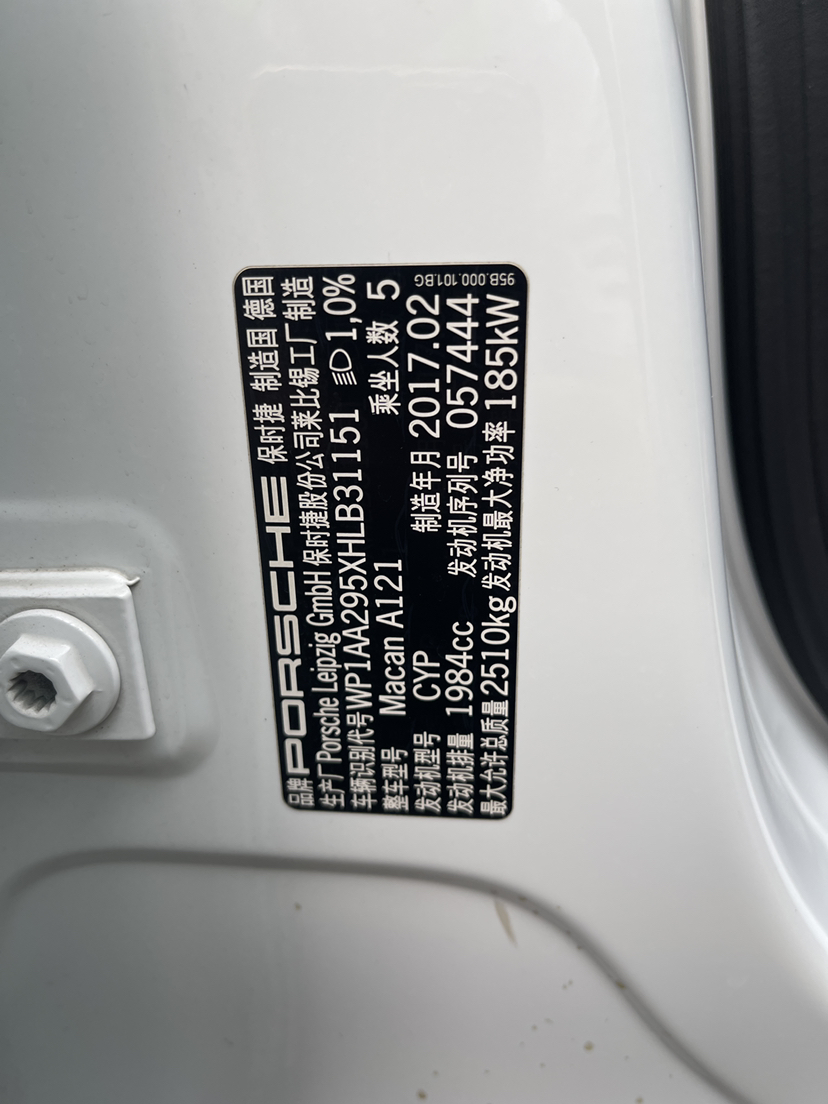 品牌 PORSCHE 保时捷 制造国 德国
生产厂 Porsche Leipzig GmbH 保时捷股份公司莱比锡工厂制造
车辆识别代号 WP1AA295XHLB31151 1,0%
整车型号 Macan A121 乘坐人数 5
发动机型号 CYP 制造年月 2017.02
发动机排量 1984cc 发动机序列号 057444
最大允许总质量 2510kg 发动机最大净功率 185kW
95B.000.101.BG